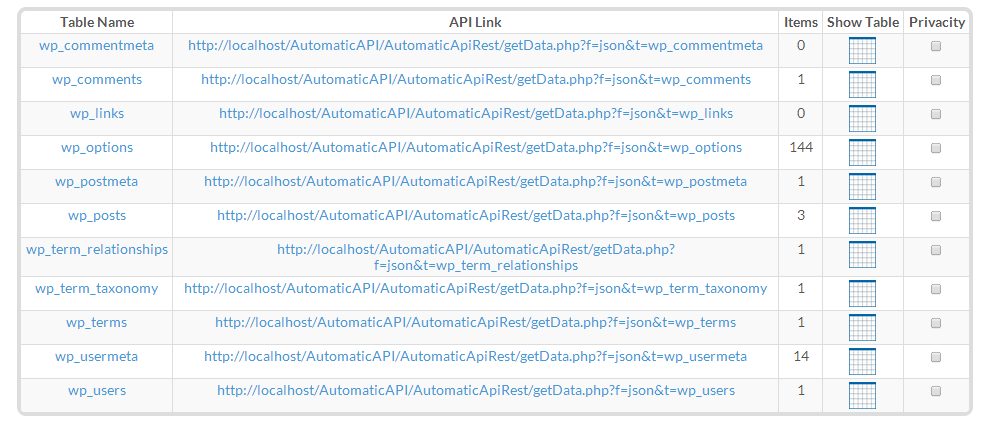 Table Name API Link Items Show Table Privacity
wp_commentmeta http://localhost/AutomaticAPI/AutomaticApiRest/getData.php?f=json&t=wp_commentmeta 0
wp_comments http://localhost/AutomaticAPI/AutomaticApiRest/getData.php?f=json&t=wp_comments 1
wp_links http://localhost/AutomaticAPI/AutomaticApiRest/getData.php?f=json&t=wp_links 0
wp_options http://localhost/AutomaticAPI/AutomaticApiRest/getData.php?f=json&t=wp_options 144
wp_postmeta http://localhost/AutomaticAPI/AutomaticApiRest/getData.php?f=json&t=wp_postmeta 1
wp_posts http://localhost/AutomaticAPI/AutomaticApiRest/getData.php?f=json&t=wp_posts 3
wp_term_relationships http://localhost/AutomaticAPI/AutomaticApiRest/getData.php? 1
f=json&t=wp_term_relationships
wp_term_taxonomy http://localhost/AutomaticAPI/AutomaticApiRest/getData.php?f=json&t=wp_term_taxonomy 1
wp_terms http://localhost/AutomaticAPI/AutomaticApiRest/getData.php?f=json&t=wp_terms 1
wp_usermeta http://localhost/AutomaticAPI/AutomaticApiRest/getData.php?f=json&t=wp_usermeta 14
wp_users http://localhost/AutomaticAPI/AutomaticApiRest/getData.php?f=json&t=wp_users 1